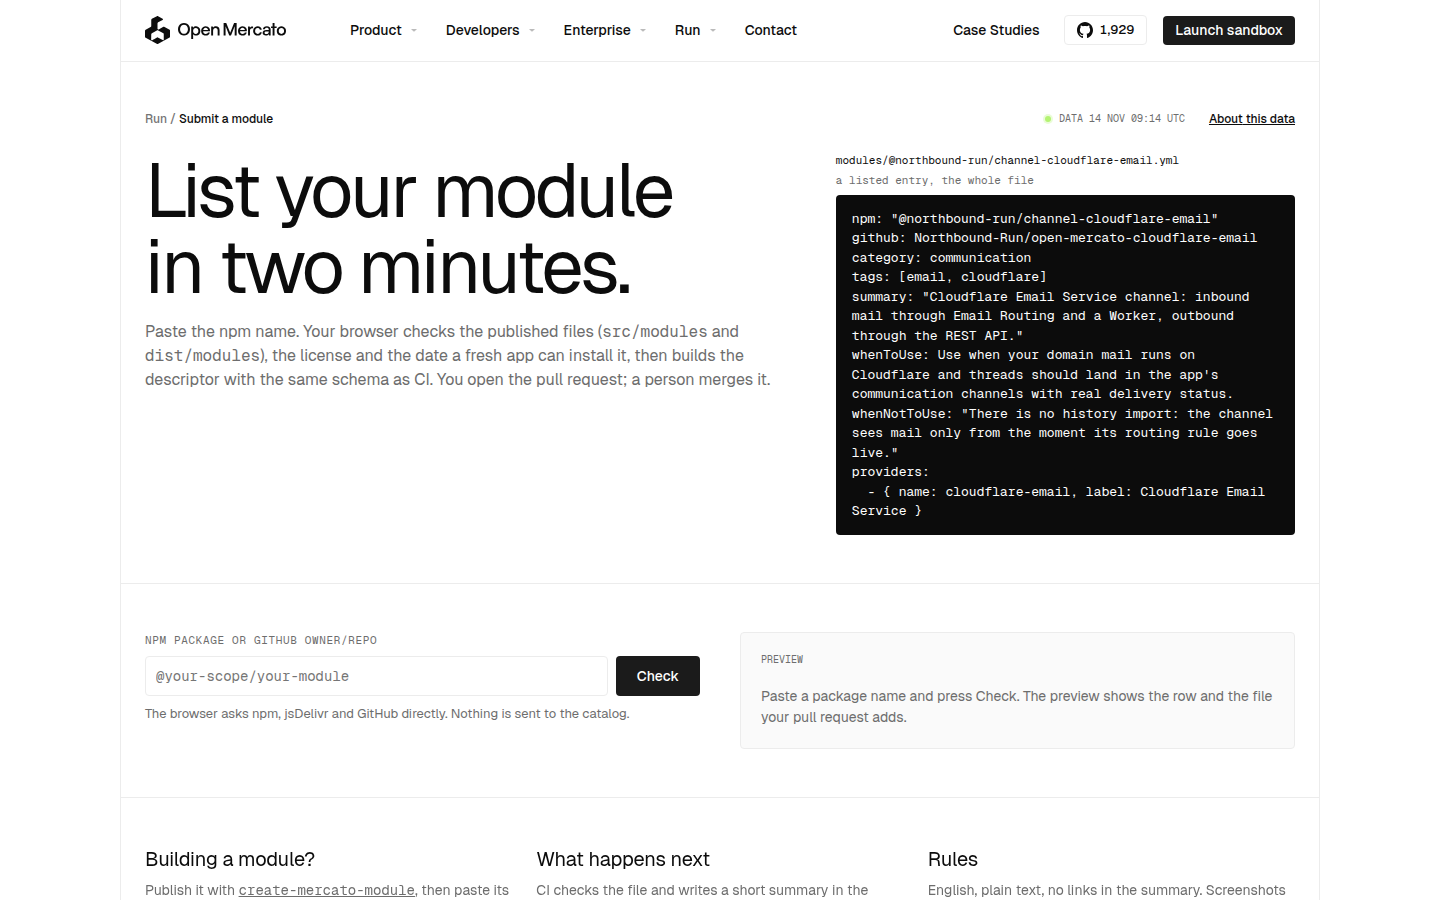 Open Mercato
Product
Developers
Enterprise
Run
Contact
Case Studies
1,929
Launch sandbox
Run / Submit a module
DATA 14 NOV 09:14 UTC
About this data
List your module
in two minutes.
Paste the npm name. Your browser checks the published files (src/modules and
dist/modules), the license and the date a fresh app can install it, then builds the
descriptor with the same schema as CI. You open the pull request; a person merges it.
modules/@northbound-run/channel-cloudflare-email.yml
a listed entry, the whole file
npm: "@northbound-run/channel-cloudflare-email"
github: Northbound-Run/open-mercato-cloudflare-email
category: communication
tags: [email, cloudflare]
summary: "Cloudflare Email Service channel: inbound
mail through Email Routing and a Worker, outbound
through the REST API."
whenToUse: Use when your domain mail runs on
Cloudflare and threads should land in the app's
communication channels with real delivery status.
whenNotToUse: "There is no history import: the channel
sees mail only from the moment its routing rule goes
live."
providers:
  - { name: cloudflare-email, label: Cloudflare Email
Service }
NPM PACKAGE OR GITHUB OWNER/REPO
@your-scope/your-module
Check
The browser asks npm, jsDelivr and GitHub directly. Nothing is sent to the catalog.
PREVIEW
Paste a package name and press Check. The preview shows the row and the file
your pull request adds.
Building a module?
Publish it with create-mercato-module, then paste its
What happens next
CI checks the file and writes a short summary in the
Rules
English, plain text, no links in the summary. Screenshots